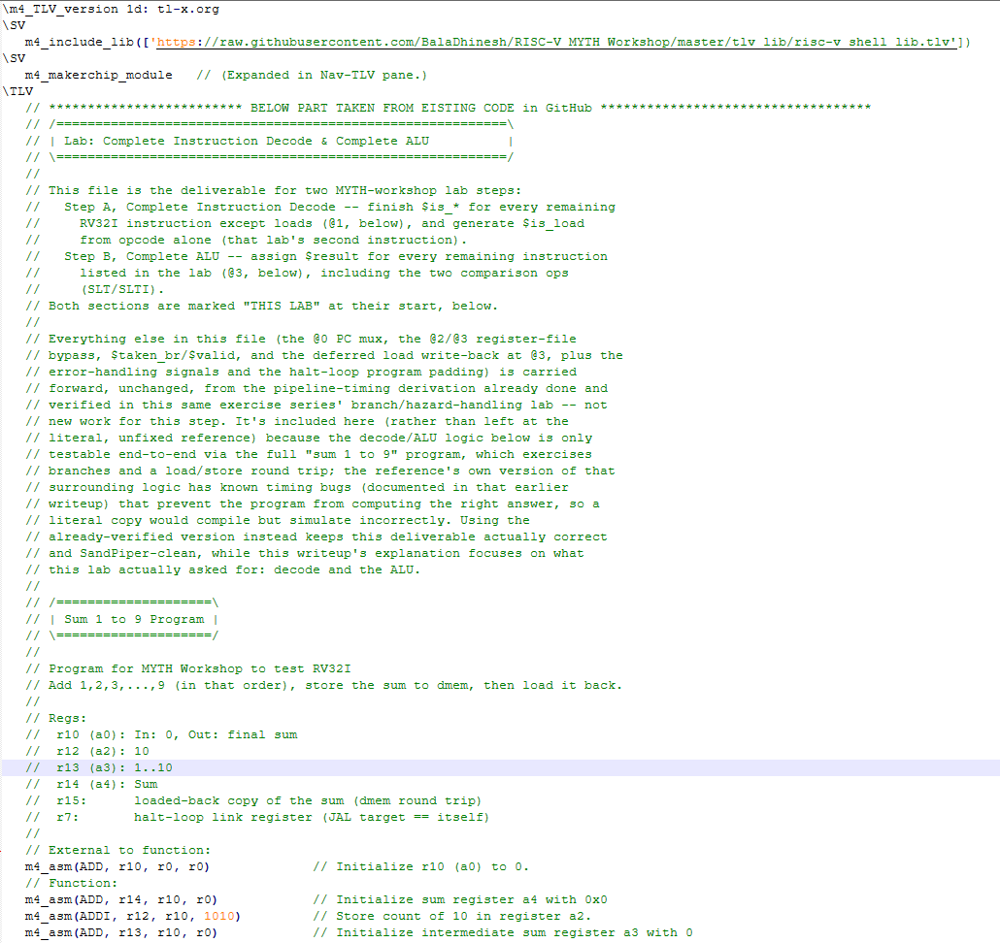 \m4_TLV_version 1d: tl-x.org
\SV
m4_include_lib(['https://raw.githubusercontent.com/BalaDhinesh/RISC-V_MYTH_Workshop/master/tlv_lib/risc-v_shell_lib.tlv'])
\SV
m4_makerchip_module   // (Expanded in Nav-TLV pane.)
\TLV
// ************************* BELOW PART TAKEN FROM EISTING CODE in GitHub ***********************************
// /==========================================================\
// | Lab: Complete Instruction Decode & Complete ALU          |
// \==========================================================/
//
// This file is the deliverable for two MYTH-workshop lab steps:
//   Step A, Complete Instruction Decode -- finish $is_* for every remaining
//     RV32I instruction except loads (@1, below), and generate $is_load
//     from opcode alone (that lab's second instruction).
//   Step B, Complete ALU -- assign $result for every remaining instruction
//     listed in the lab (@3, below), including the two comparison ops
//     (SLT/SLTI).
// Both sections are marked "THIS LAB" at their start, below.
//
// Everything else in this file (the @0 PC mux, the @2/@3 register-file
// bypass, $taken_br/$valid, and the deferred load write-back at @3, plus the
// error-handling signals and the halt-loop program padding) is carried
// forward, unchanged, from the pipeline-timing derivation already done and
// verified in this same exercise series' branch/hazard-handling lab -- not
// new work for this step. It's included here (rather than left at the
// literal, unfixed reference) because the decode/ALU logic below is only
// testable end-to-end via the full "sum 1 to 9" program, which exercises
// branches and a load/store round trip; the reference's own version of that
// surrounding logic has known timing bugs (documented in that earlier
// writeup) that prevent the program from computing the right answer, so a
// literal copy would compile but simulate incorrectly. Using the
// already-verified version instead keeps this deliverable actually correct
// and SandPiper-clean, while this writeup's explanation focuses on what
// this lab actually asked for: decode and the ALU.
//
// /====================\
// | Sum 1 to 9 Program |
// \====================/
//
// Program for MYTH Workshop to test RV32I
// Add 1,2,3,...,9 (in that order), store the sum to dmem, then load it back.
//
// Regs:
//  r10 (a0): In: 0, Out: final sum
//  r12 (a2): 10
//  r13 (a3): 1..10
//  r14 (a4): Sum
//  r15:      loaded-back copy of the sum (dmem round trip)
//  r7:       halt-loop link register (JAL target == itself)
//
// External to function:
m4_asm(ADD, r10, r0, r0)             // Initialize r10 (a0) to 0.
// Function:
m4_asm(ADD, r14, r10, r0)            // Initialize sum register a4 with 0x0
m4_asm(ADDI, r12, r10, 1010)         // Store count of 10 in register a2.
m4_asm(ADD, r13, r10, r0)            // Initialize intermediate sum register a3 with 0